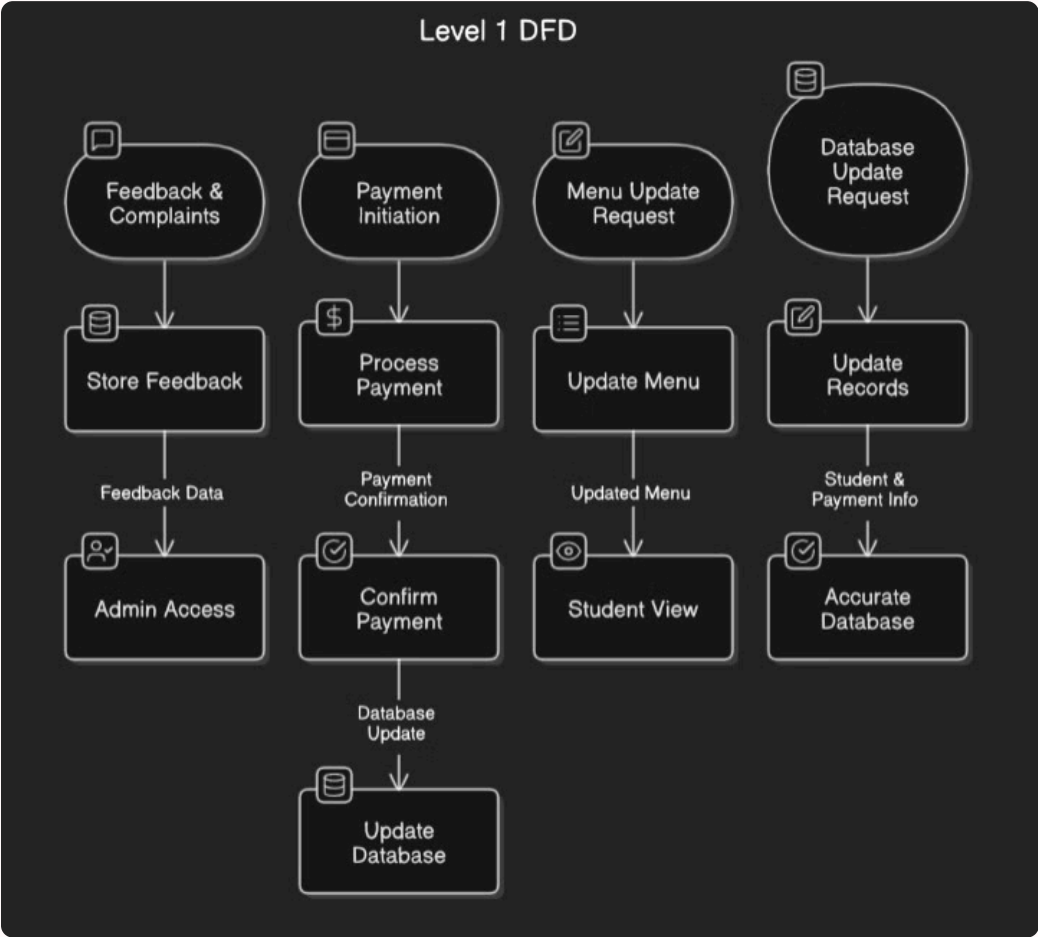 Level 1 DFD
Feedback &
Complaints
Store Feedback
Feedback Data
Admin Access
Payment
Initiation
Process
Payment
Payment
Confirmation
Confirm
Payment
Database
Update
Update
Database
Menu Update
Request
Update Menu
Updated Menu
Student View
Database
Update
Request
Update
Records
Student &
Payment Info
Accurate
Database